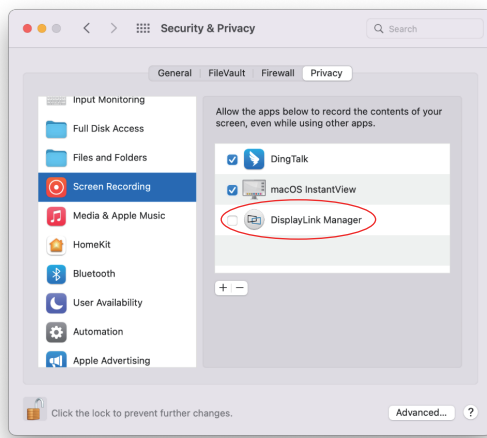 Security & Privacy
Search
General
FileVault
Firewall
Privacy
Input Monitoring
Full Disk Access
Files and Folders
Screen Recording
Media & Apple Music
HomeKit
Bluetooth
User Availability
Automation
Apple Advertising
Allow the apps below to record the contents of your
screen, even while using other apps.
DingTalk
macOS InstantView
DisplayLink Manager
+ −
Click the lock to prevent further changes.
Advanced...
?